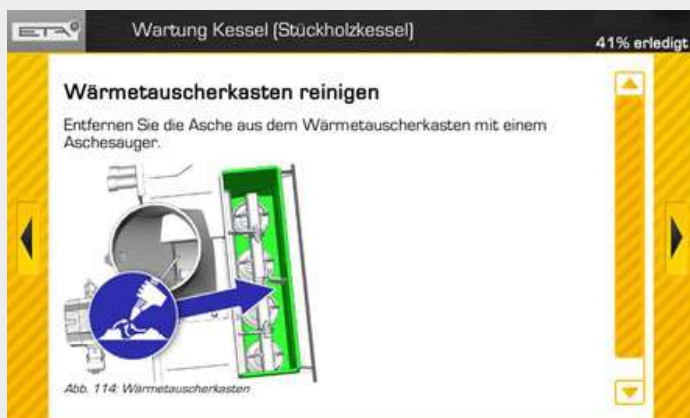 ETA
Wartung Kessel (Stückholzkessel)
41% erledigt
Wärmetauscherkasten reinigen
Entfernen Sie die Asche aus dem Wärmetauscherkasten mit einem
Aschesauger.
Abb. 114: Wärmetauscherkasten